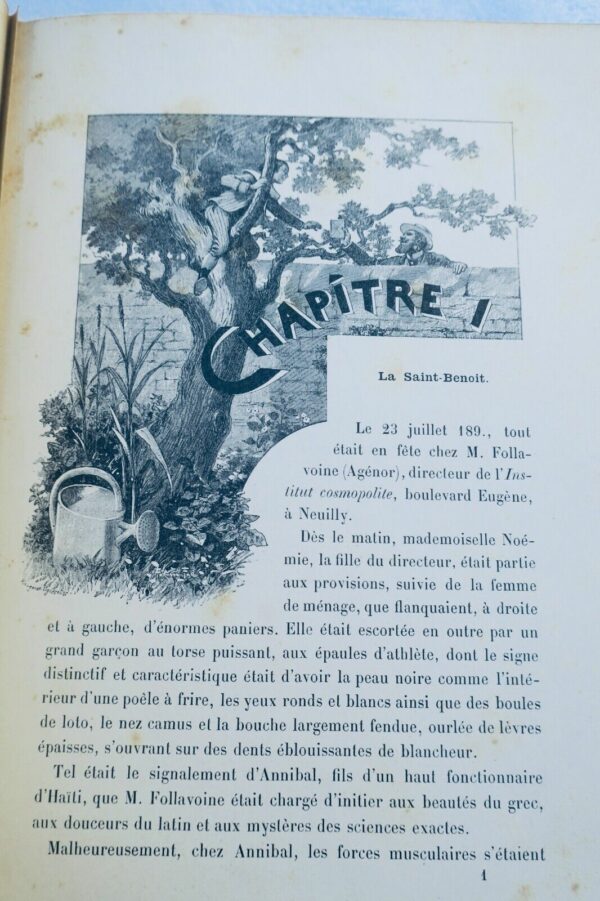 CHAPÎTRE I
La Saint-Benoit.
Le 23 juillet 189., tout
était en fête chez M. Folla-
voine (Agénor), directeur de l'Ins-
titut cosmopolite, boulevard Eugène,
à Neuilly.
Dès le matin, mademoiselle Noé-
mie, la fille du directeur, était partie
aux provisions, suivie de la femme
de ménage, que flanquaient, à droite
et à gauche, d'énormes paniers. Elle était escortée en outre par un
grand garçon au torse puissant, aux épaules d'athlète, dont le signe
distinctif et caractéristique était d'avoir la peau noire comme l'inté-
rieur d'une poêle à frire, les yeux ronds et blancs ainsi que des boules
de loto, le nez camus et la bouche largement fendue, ourlée de lèvres
épaisses, s'ouvrant sur des dents éblouissantes de blancheur.
Tel était le signalement d'Annibal, fils d'un haut fonctionnaire
d'Haïti, que M. Follavoine était chargé d'initier aux beautés du grec,
aux douceurs du latin et aux mystères des sciences exactes.
Malheureusement, chez Annibal, les forces musculaires s'étaient
1